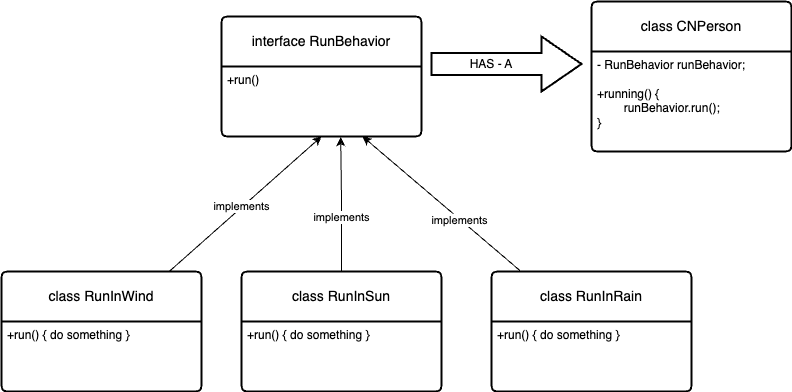 interface RunBehavior
+run()
HAS - A
class CNPerson
- RunBehavior runBehavior;
+running() {
runBehavior.run();
}
implements
implements
implements
class RunInWind
+run() { do something }
class RunInSun
+run() { do something }
class RunInRain
+run() { do something }